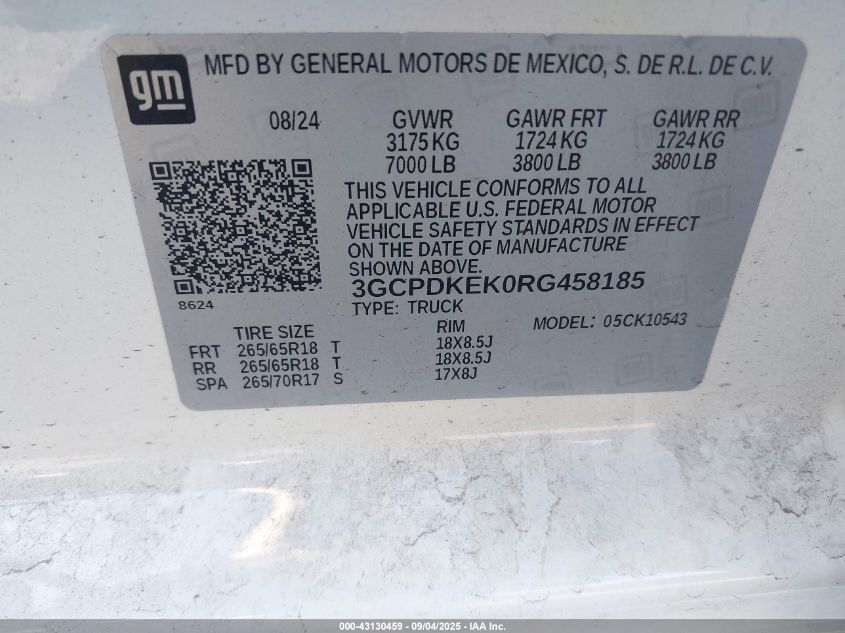 gm
MFD BY GENERAL MOTORS DE MEXICO, S. DE R.L. DE C.V.
08/24 GVWR GAWR FRT GAWR RR
3175 KG 1724 KG 1724 KG
7000 LB 3800 LB 3800 LB
THIS VEHICLE CONFORMS TO ALL
APPLICABLE U.S. FEDERAL MOTOR
VEHICLE SAFETY STANDARDS IN EFFECT
ON THE DATE OF MANUFACTURE
SHOWN ABOVE.
3GCPDKEK0RG458185
8624
TYPE: TRUCK
MODEL: 05CK10543
TIRE SIZE RIM
FRT 265/65R18 T 18X8.5J
RR 265/65R18 T 18X8.5J
SPA 265/70R17 S 17X8J
000-43130459 - 09/04/2025 - IAA Inc.